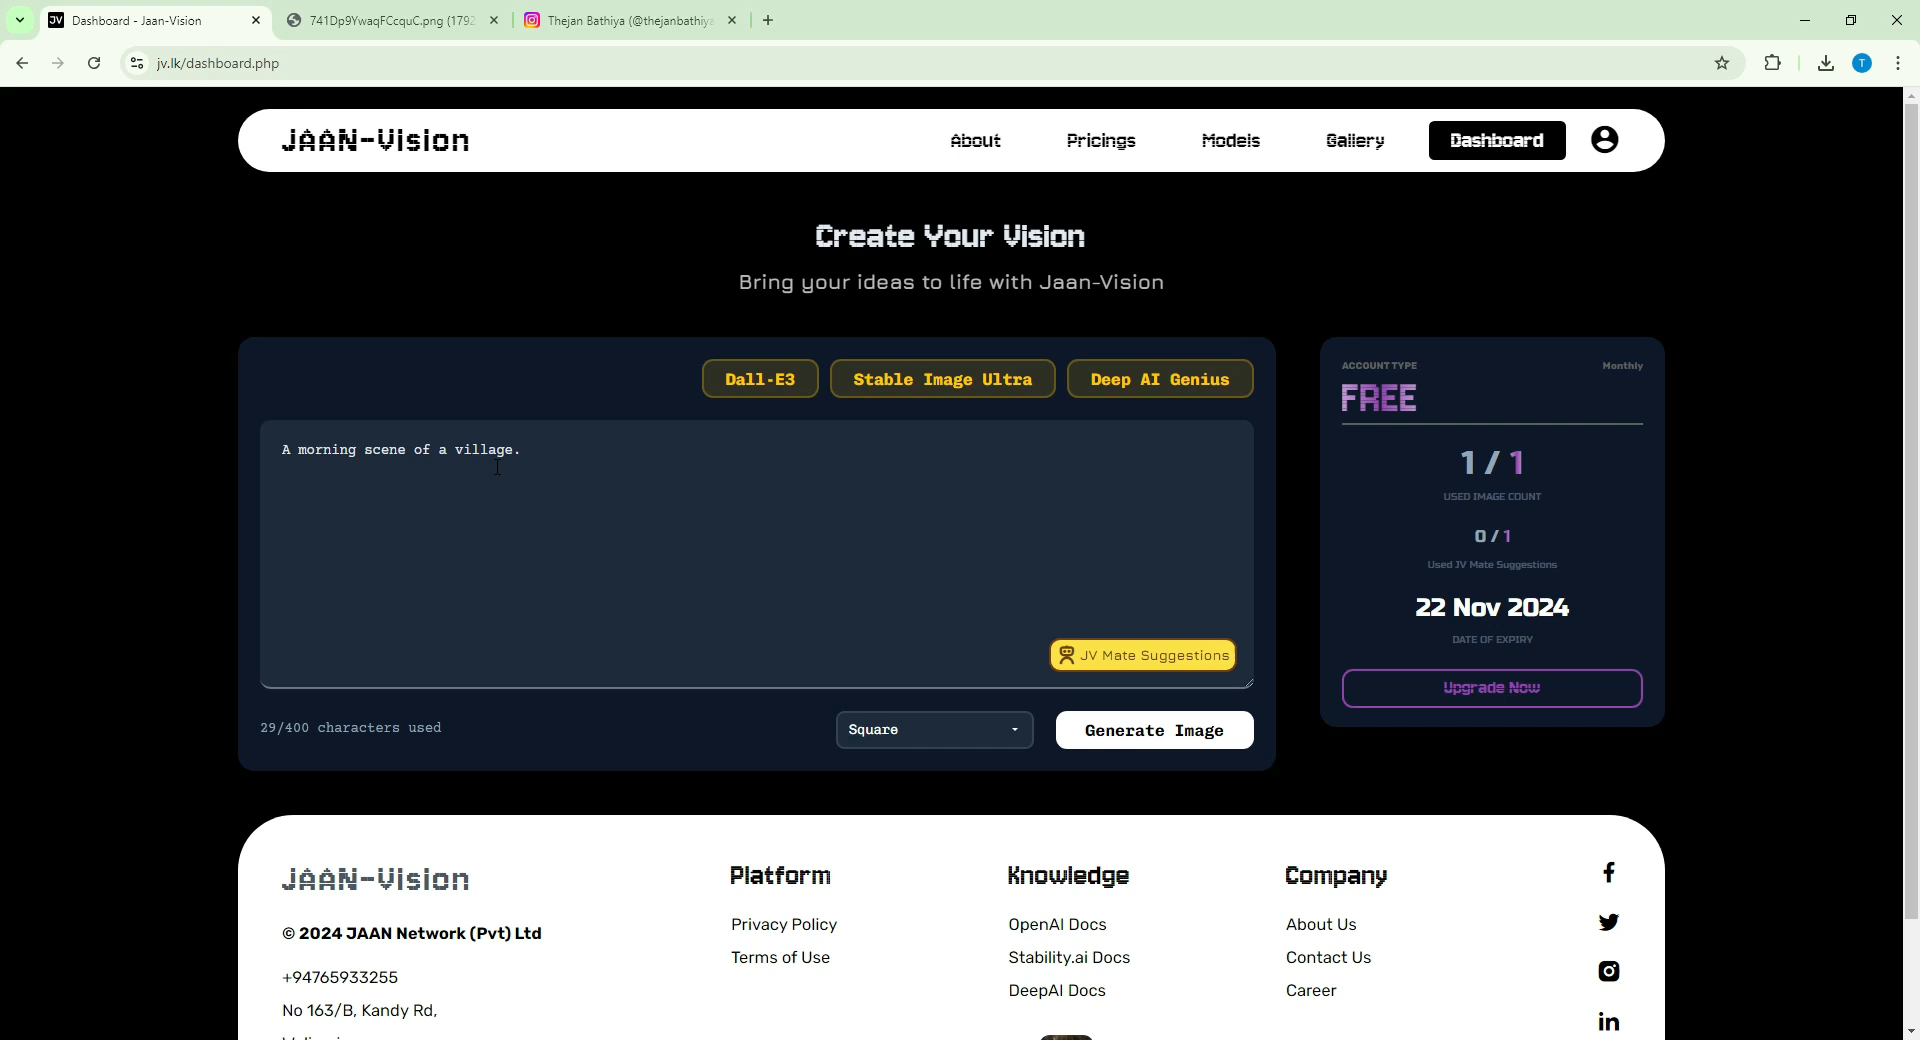 Dashboard - Jaan-Vision
741Dp9YwaqFCcquC.png (1792
Thejan Bathiya (@thejanbathiya
jv.lk/dashboard.php
T
JAAN-Vision
About
Pricings
Models
Gallery
Dashboard
Create Your Vision
Bring your ideas to life with Jaan-Vision
Dall-E3
Stable Image Ultra
Deep AI Genius
A morning scene of a village.
JV Mate Suggestions
29/400 characters used
Square
Generate Image
ACCOUNT TYPE
Monthly
FREE
1 / 1
USED IMAGE COUNT
0 / 1
Used JV Mate Suggestions
22 Nov 2024
DATE OF EXPIRY
Upgrade Now
JAAN-Vision
© 2024 JAAN Network (Pvt) Ltd
+94765933255
No 163/B, Kandy Rd,
Platform
Privacy Policy
Terms of Use
Knowledge
OpenAI Docs
Stability.ai Docs
DeepAI Docs
Company
About Us
Contact Us
Career